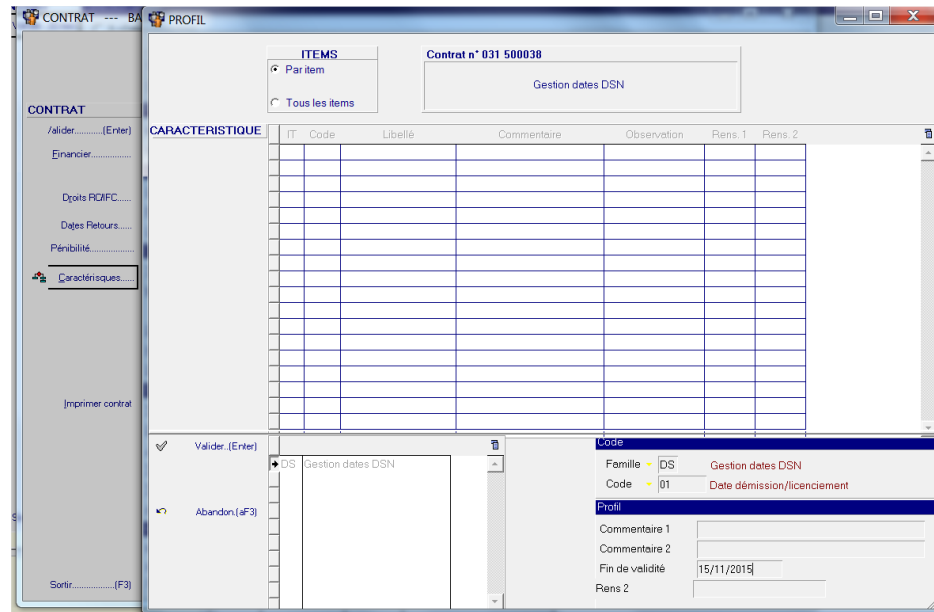 CONTRAT --- BA
PROFIL
ITEMS
Par item
Tous les items
Contrat n° 031 500038
Gestion dates DSN
CONTRAT
/alider...........(Enter)
Financier................
Droits RC/IFC......
Dates Retours......
Pénibilité.................
Caractérisques.....
Imprimer contrat
Sortir.................(F3)
CARACTERISTIQUE
IT Code Libellé Commentaire Observation Rens. 1 Rens. 2
Valider..(Enter)
Abandon.(aF3)
DS Gestion dates DSN
Code
Famille DS Gestion dates DSN
Code 01 Date démission/licenciement
Profil
Commentaire 1
Commentaire 2
Fin de validité 15/11/2015
Rens 2